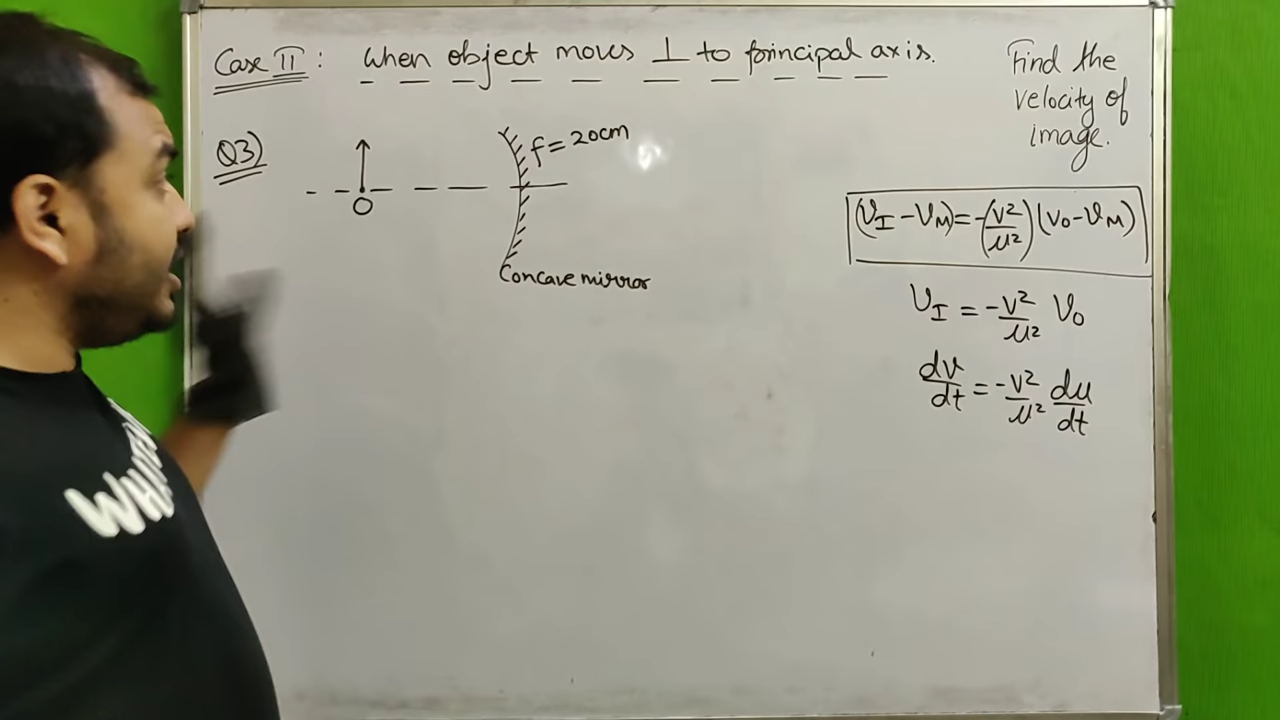 Case II : When object moves ⊥ to principal axis.
Find the
velocity of
image.
Q3)
f = 20cm
O
Concave mirror
(V_I - V_M) = -(v²/u²)(V_O - V_M)
V_I = -v²/u² V_O
dv/dt = -v²/u² du/dt